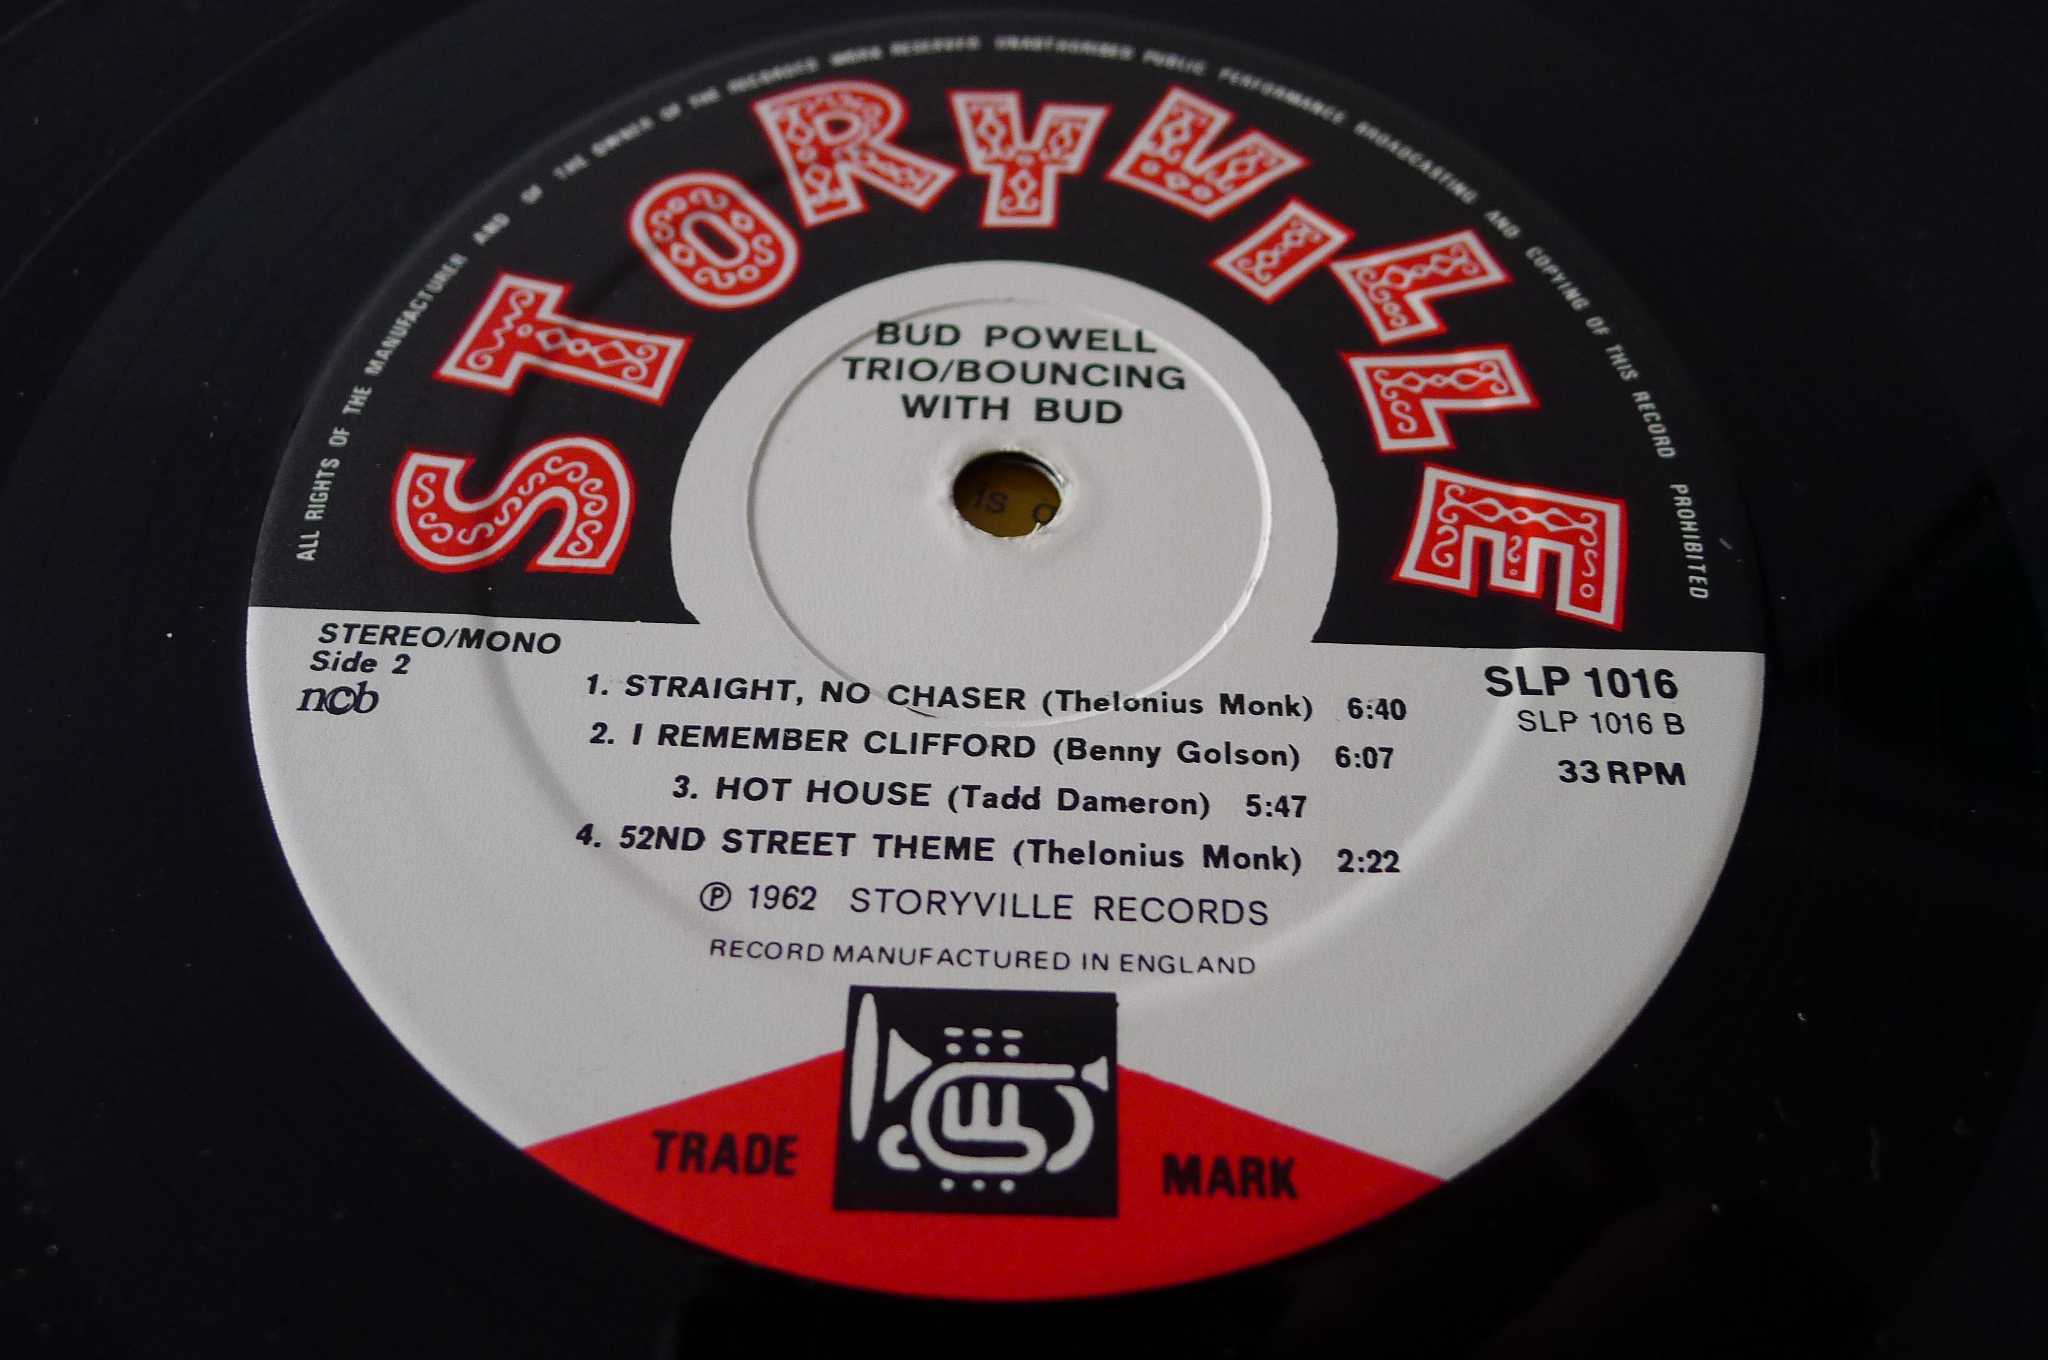 ALL RIGHTS OF THE MANUFACTURER AND OF THE OWNER OF THE RECORDED WORK RESERVED UNAUTHORISED PUBLIC PERFORMANCE BROADCASTING AND COPYING OF THIS RECORD PROHIBITED
STORYVILLE
BUD POWELL
TRIO/BOUNCING
WITH BUD
is
STEREO/MONO
Side 2
ncb
SLP 1016
SLP 1016 B
33 RPM
1. STRAIGHT, NO CHASER (Thelonius Monk) 6:40
2. I REMEMBER CLIFFORD (Benny Golson) 6:07
3. HOT HOUSE (Tadd Dameron) 5:47
4. 52ND STREET THEME (Thelonius Monk) 2:22
Ⓟ 1962 STORYVILLE RECORDS
RECORD MANUFACTURED IN ENGLAND
TRADE MARK